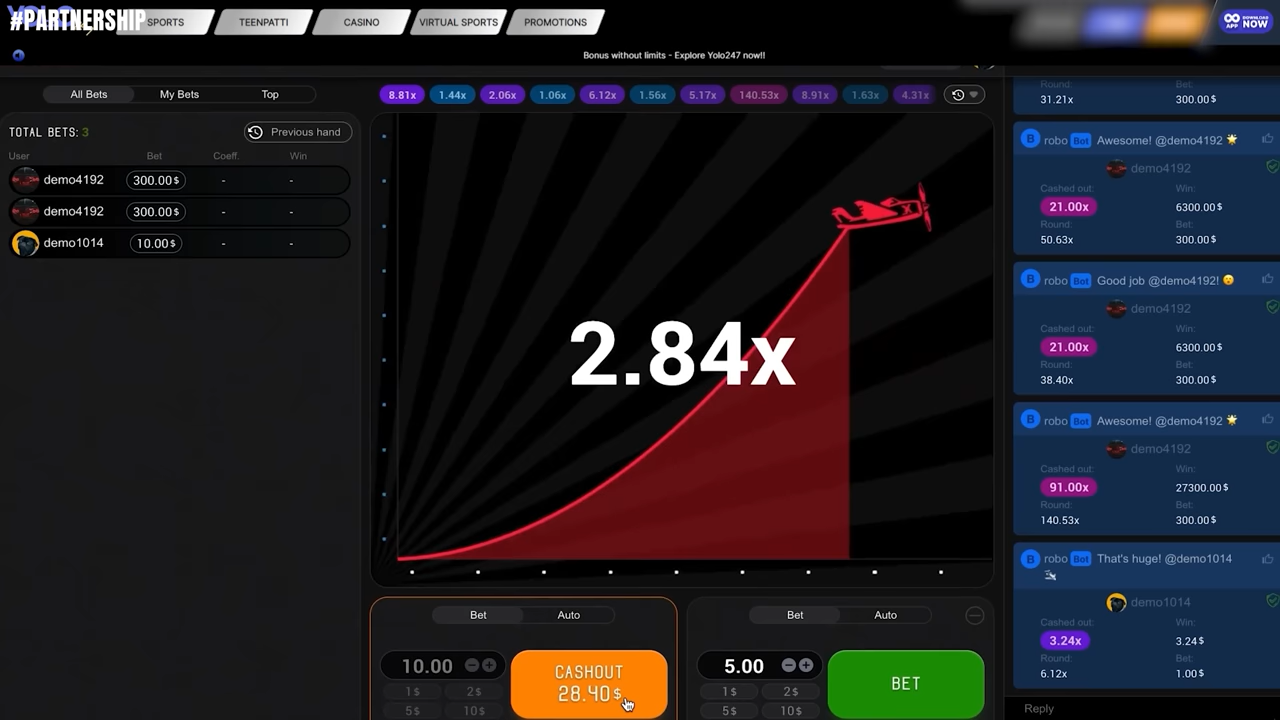 #PARTNERSHIP
SPORTS
TEENPATTI
CASINO
VIRTUAL SPORTS
PROMOTIONS
DOWNLOAD
APP NOW
Bonus without limits - Explore Yolo247 now!!
All Bets
My Bets
Top
8.81x
1.44x
2.06x
1.06x
6.12x
1.56x
5.17x
140.53x
8.91x
1.63x
4.31x
TOTAL BETS: 3
Previous hand
User
Bet
Coeff.
Win
demo4192
300.00$
-
-
demo4192
300.00$
-
-
demo1014
10.00$
-
-
2.84x
Bet
Auto
10.00
1$
2$
5$
10$
CASHOUT
28.40$
Bet
Auto
5.00
1$
2$
5$
10$
BET
Round:
Bet:
31.21x
300.00$
B robo Bot Awesome! @demo4192
demo4192
Cashed out:
Win:
21.00x
6300.00$
Round:
Bet:
50.63x
300.00$
B robo Bot Good job @demo4192!
demo4192
Cashed out:
Win:
21.00x
6300.00$
Round:
Bet:
38.40x
300.00$
B robo Bot Awesome! @demo4192
demo4192
Cashed out:
Win:
91.00x
27300.00$
Round:
Bet:
140.53x
300.00$
B robo Bot That's huge! @demo1014
demo1014
Cashed out:
Win:
3.24x
3.24$
Round:
Bet:
6.12x
1.00$
Reply